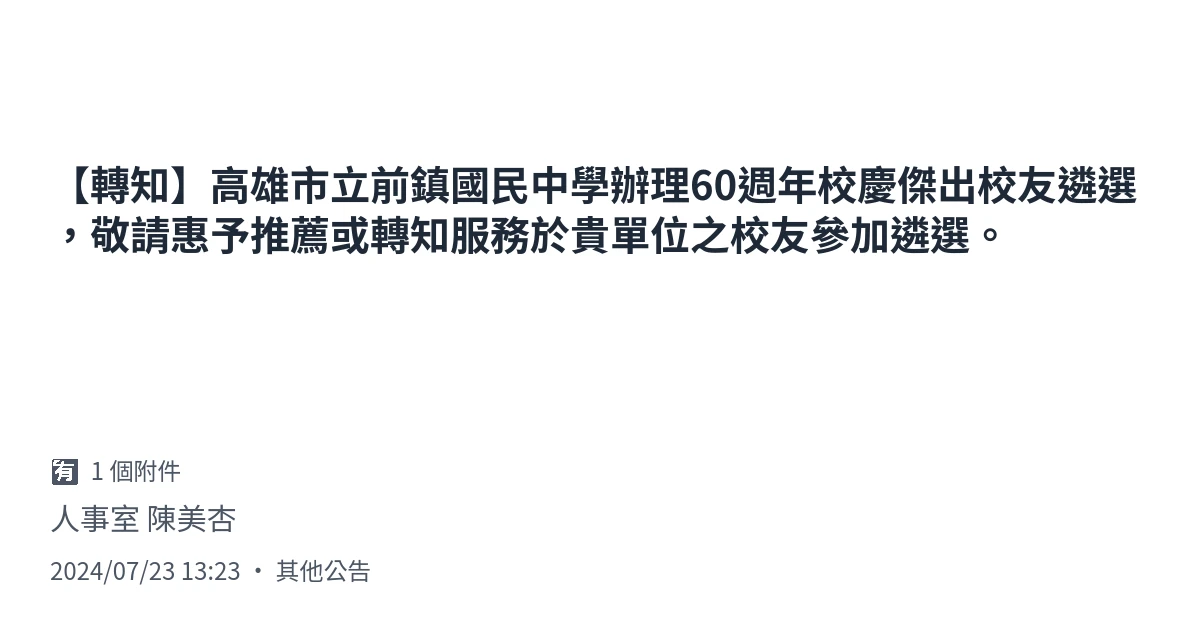 【轉知】高雄市立前鎮國民中學辦理60週年校慶傑出校友遴選
，敬請惠予推薦或轉知服務於貴單位之校友參加遴選。
有 1 個附件
人事室 陳美杏
2024/07/23 13:23 • 其他公告